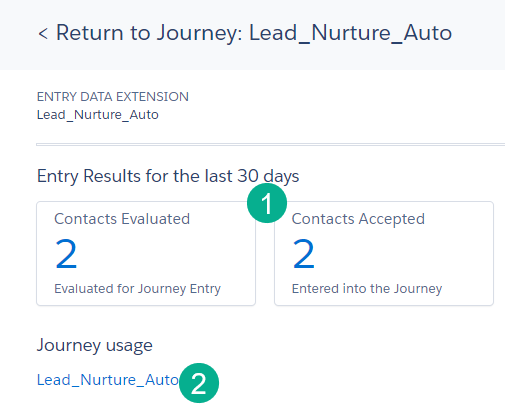 < Return to Journey: Lead_Nurture_Auto
ENTRY DATA EXTENSION
Lead_Nurture_Auto
Entry Results for the last 30 days
1
Contacts Evaluated
2
Evaluated for Journey Entry
Contacts Accepted
2
Entered into the Journey
Journey usage
Lead_Nurture_Auto 2